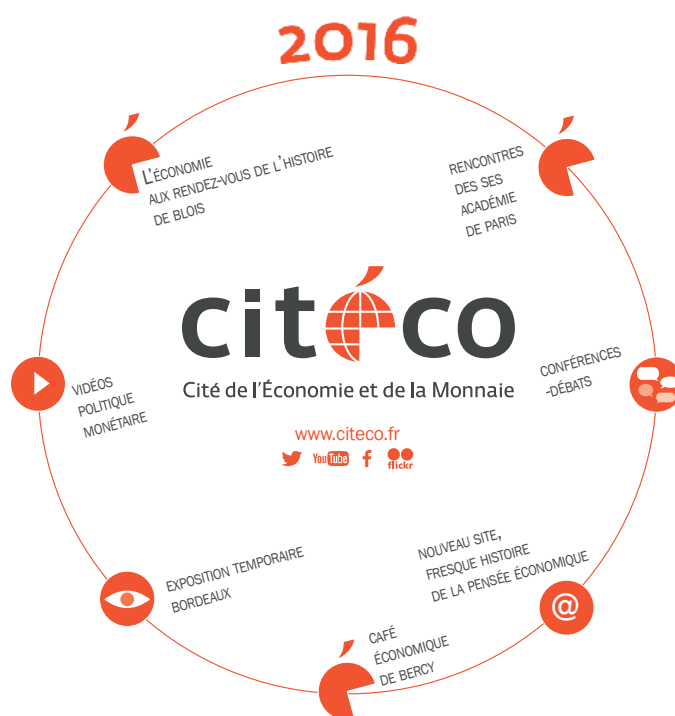 2016
L'ÉCONOMIE
AUX RENDEZ-VOUS DE L'HISTOIRE
DE BLOIS
RENCONTRES
DES SES
ACADÉMIE
DE PARIS
citéco
Cité de l'Économie et de la Monnaie
www.citeco.fr
YouTube
f
flickr
VIDÉOS
POLITIQUE
MONÉTAIRE
CONFÉRENCES
-DÉBATS
EXPOSITION TEMPORAIRE
BORDEAUX
NOUVEAU SITE,
FRESQUE HISTOIRE
DE LA PENSÉE ÉCONOMIQUE
@
CAFÉ
ÉCONOMIQUE
DE BERCY